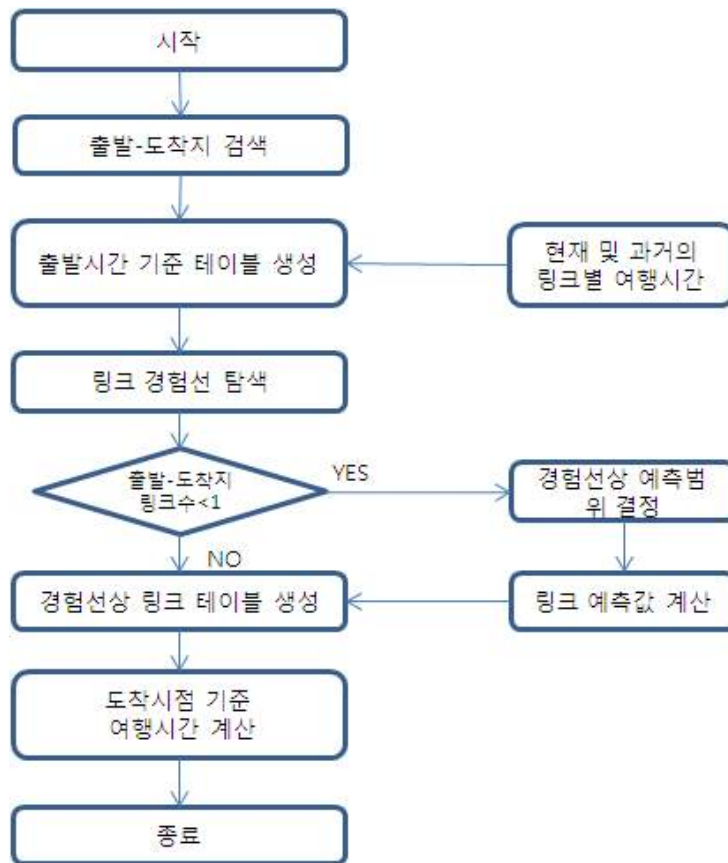 시작
출발-도착지 검색
출발시간 기준 테이블 생성
현재 및 과거의
링크별 여행시간
링크 경험선 탐색
출발-도착지
링크수<1
YES
경험선상 예측범
위 결정
NO
경험선상 링크 테이블 생성
링크 예측값 계산
도착시점 기준
여행시간 계산
종료